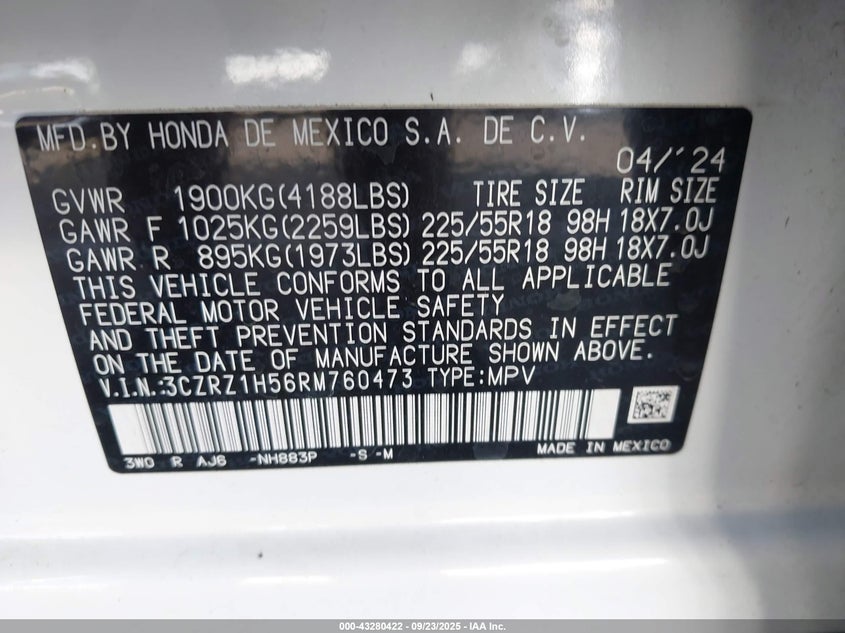 MFD.BY HONDA DE MEXICO S.A. DE C.V.
04/'24
GVWR 1900KG(4188LBS) TIRE SIZE RIM SIZE
GAWR F 1025KG(2259LBS) 225/55R18 98H 18X7.0J
GAWR R 895KG(1973LBS) 225/55R18 98H 18X7.0J
THIS VEHICLE CONFORMS TO ALL APPLICABLE
FEDERAL MOTOR VEHICLE SAFETY
AND THEFT PREVENTION STANDARDS IN EFFECT
ON THE DATE OF MANUFACTURE SHOWN ABOVE.
V.I.N.:3CZRZ1H56RM760473 TYPE:MPV
3W0 R AJ6 -NH883P -S -M MADE IN MEXICO
000-43280422 - 09/23/2025 - IAA Inc.